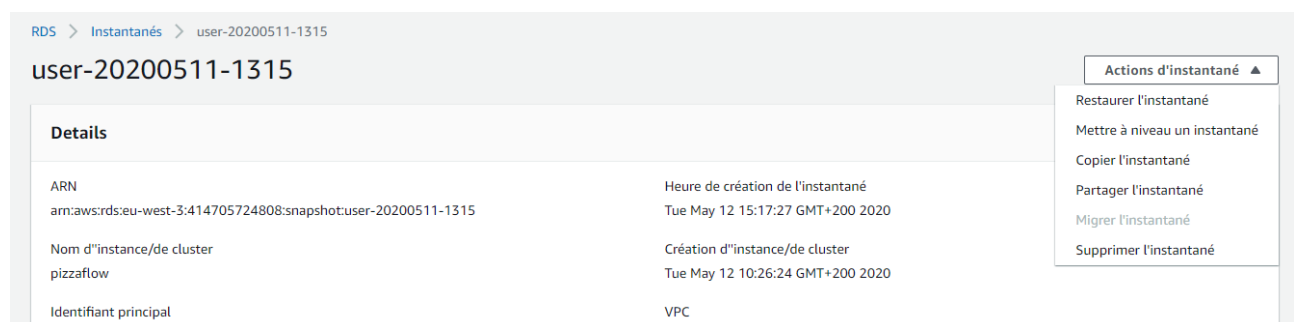 RDS > Instantanés > user-20200511-1315
user-20200511-1315
Actions d'instantané ▲
Restaurer l'instantané
Mettre à niveau un instantané
Copier l'instantané
Partager l'instantané
Migrer l'instantané
Supprimer l'instantané
Details
ARN
arn:aws:rds:eu-west-3:414705724808:snapshot:user-20200511-1315
Heure de création de l'instantané
Tue May 12 15:17:27 GMT+200 2020
Nom d''instance/de cluster
pizzaflow
Création d''instance/de cluster
Tue May 12 10:26:24 GMT+200 2020
Identifiant principal
VPC